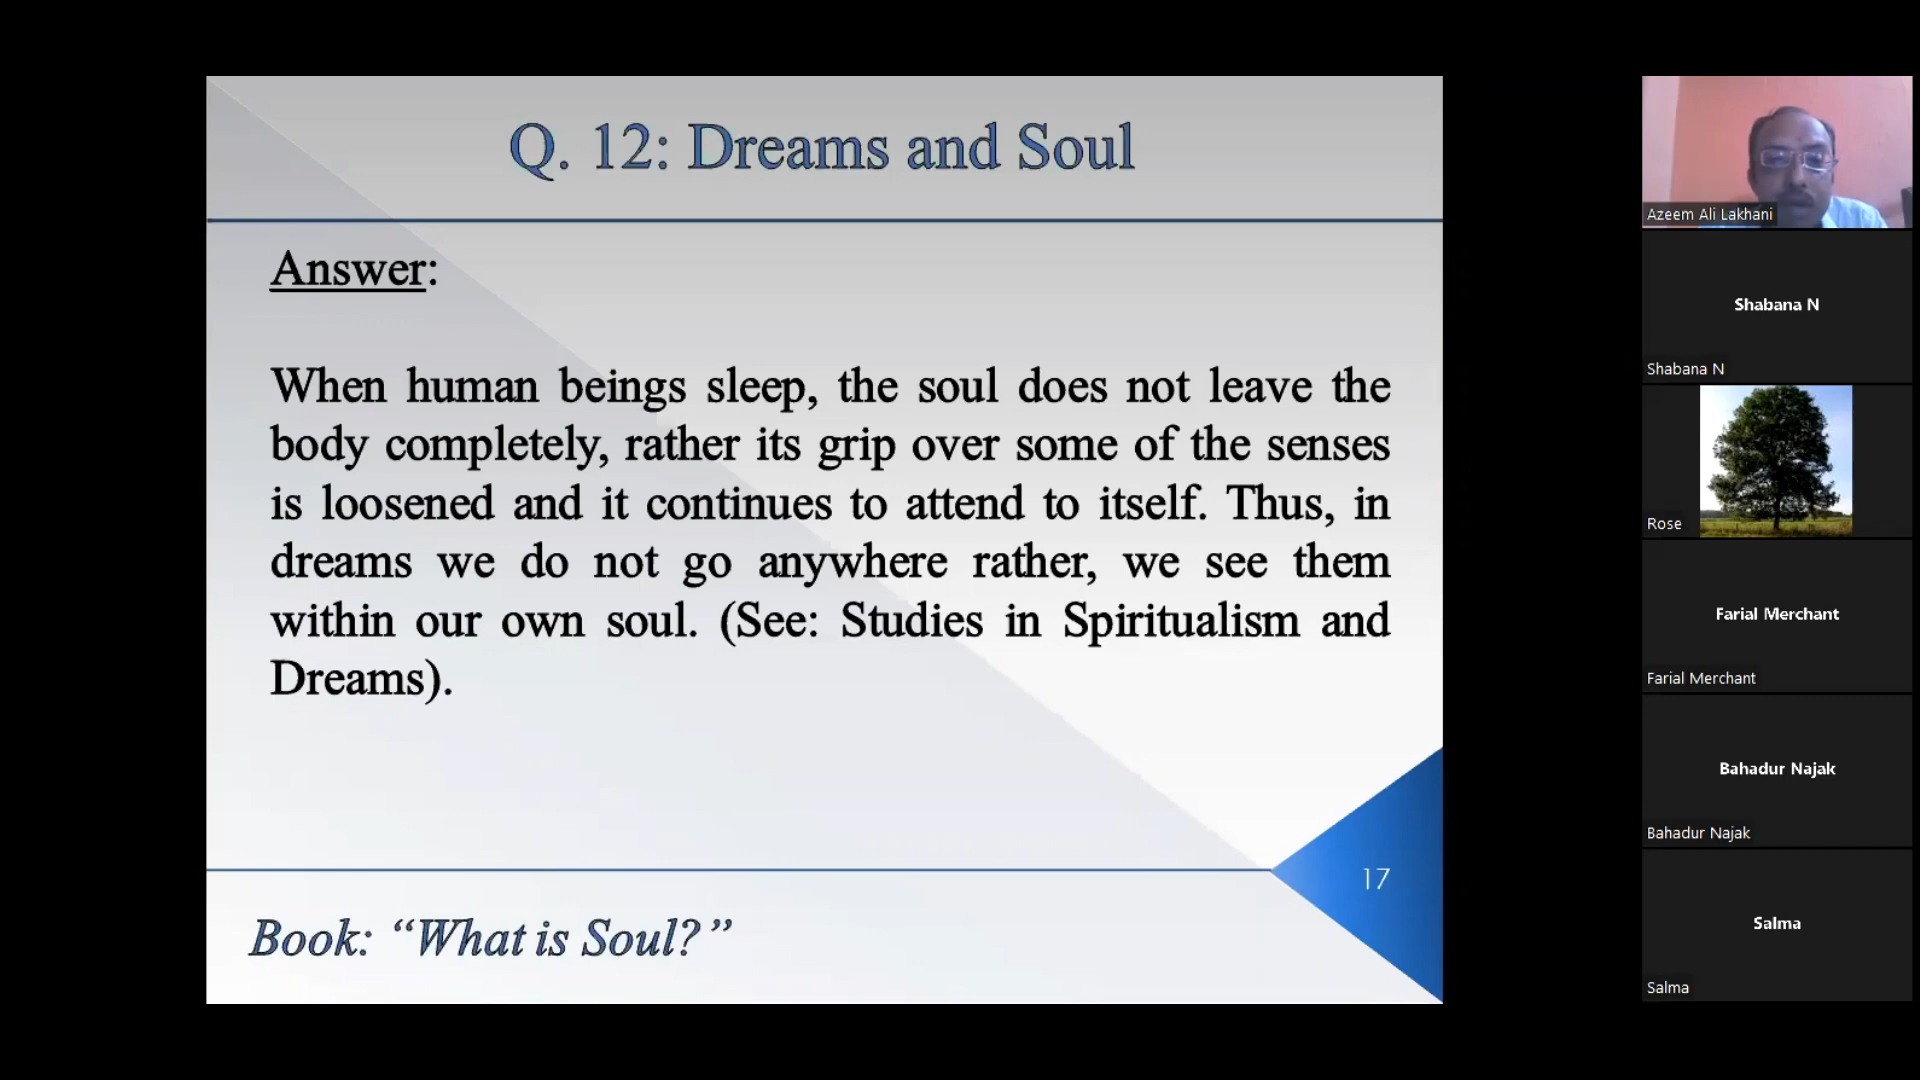 Q. 12: Dreams and Soul
Answer:
When human beings sleep, the soul does not leave the
body completely, rather its grip over some of the senses
is loosened and it continues to attend to itself. Thus, in
dreams we do not go anywhere rather, we see them
within our own soul. (See: Studies in Spiritualism and
Dreams).
17
Book: “What is Soul?”
Azeem Ali Lakhani
Shabana N
Shabana N
Rose
Farial Merchant
Farial Merchant
Bahadur Najak
Bahadur Najak
Salma
Salma